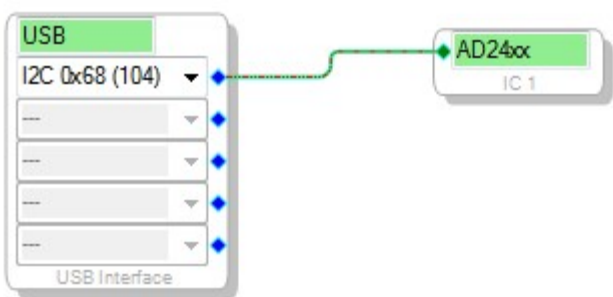 USB
I2C 0x68 (104)
---
---
---
---
USB Interface
AD24xx
IC 1